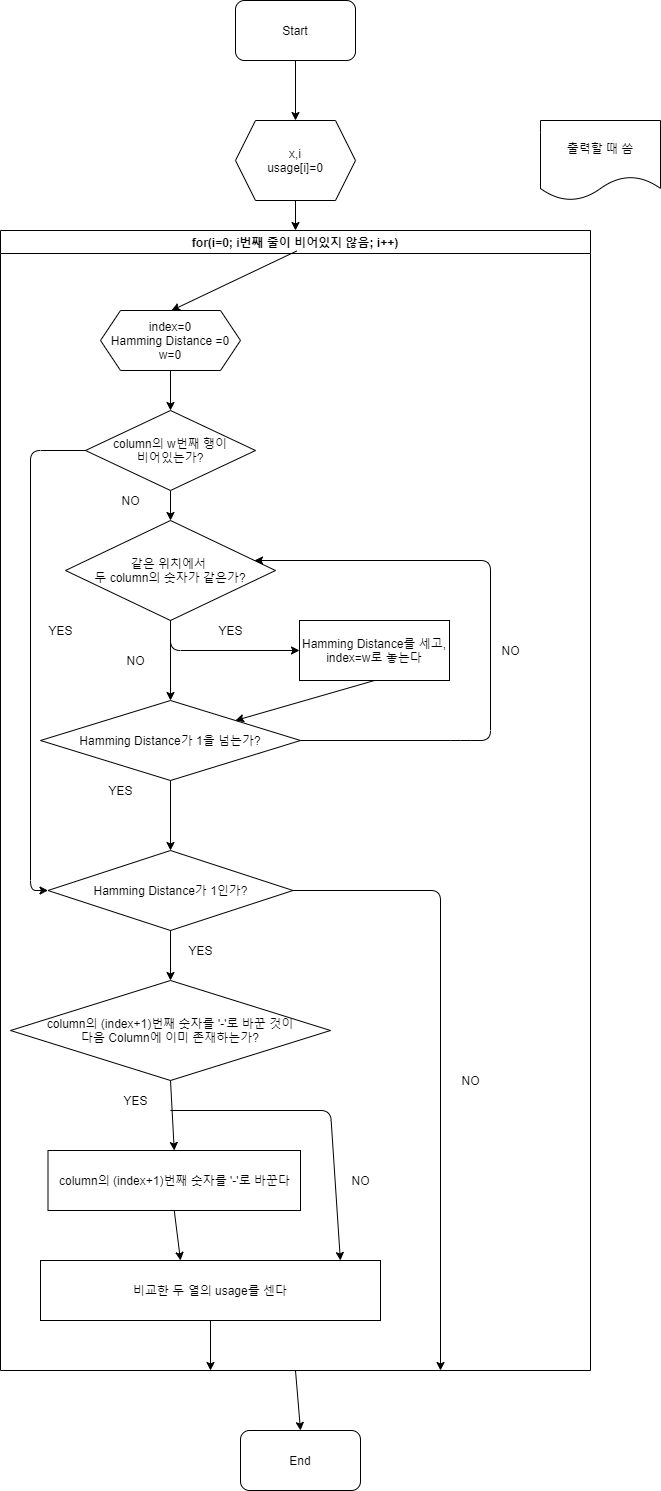 Start
x,i
usage[i]=0
출력할 때 씀
for(i=0; i번째 줄이 비어있지 않음; i++)
index=0
Hamming Distance =0
w=0
column의 w번째 행이
비어있는가?
NO
같은 위치에서
두 column의 숫자가 같은가?
YES
YES
Hamming Distance를 세고,
index=w로 놓는다
NO
NO
Hamming Distance가 1을 넘는가?
YES
Hamming Distance가 1인가?
YES
column의 (index+1)번째 숫자를 '-'로 바꾼 것이
다음 Column에 이미 존재하는가?
NO
YES
column의 (index+1)번째 숫자를 '-'로 바꾼다
NO
비교한 두 열의 usage를 센다
End